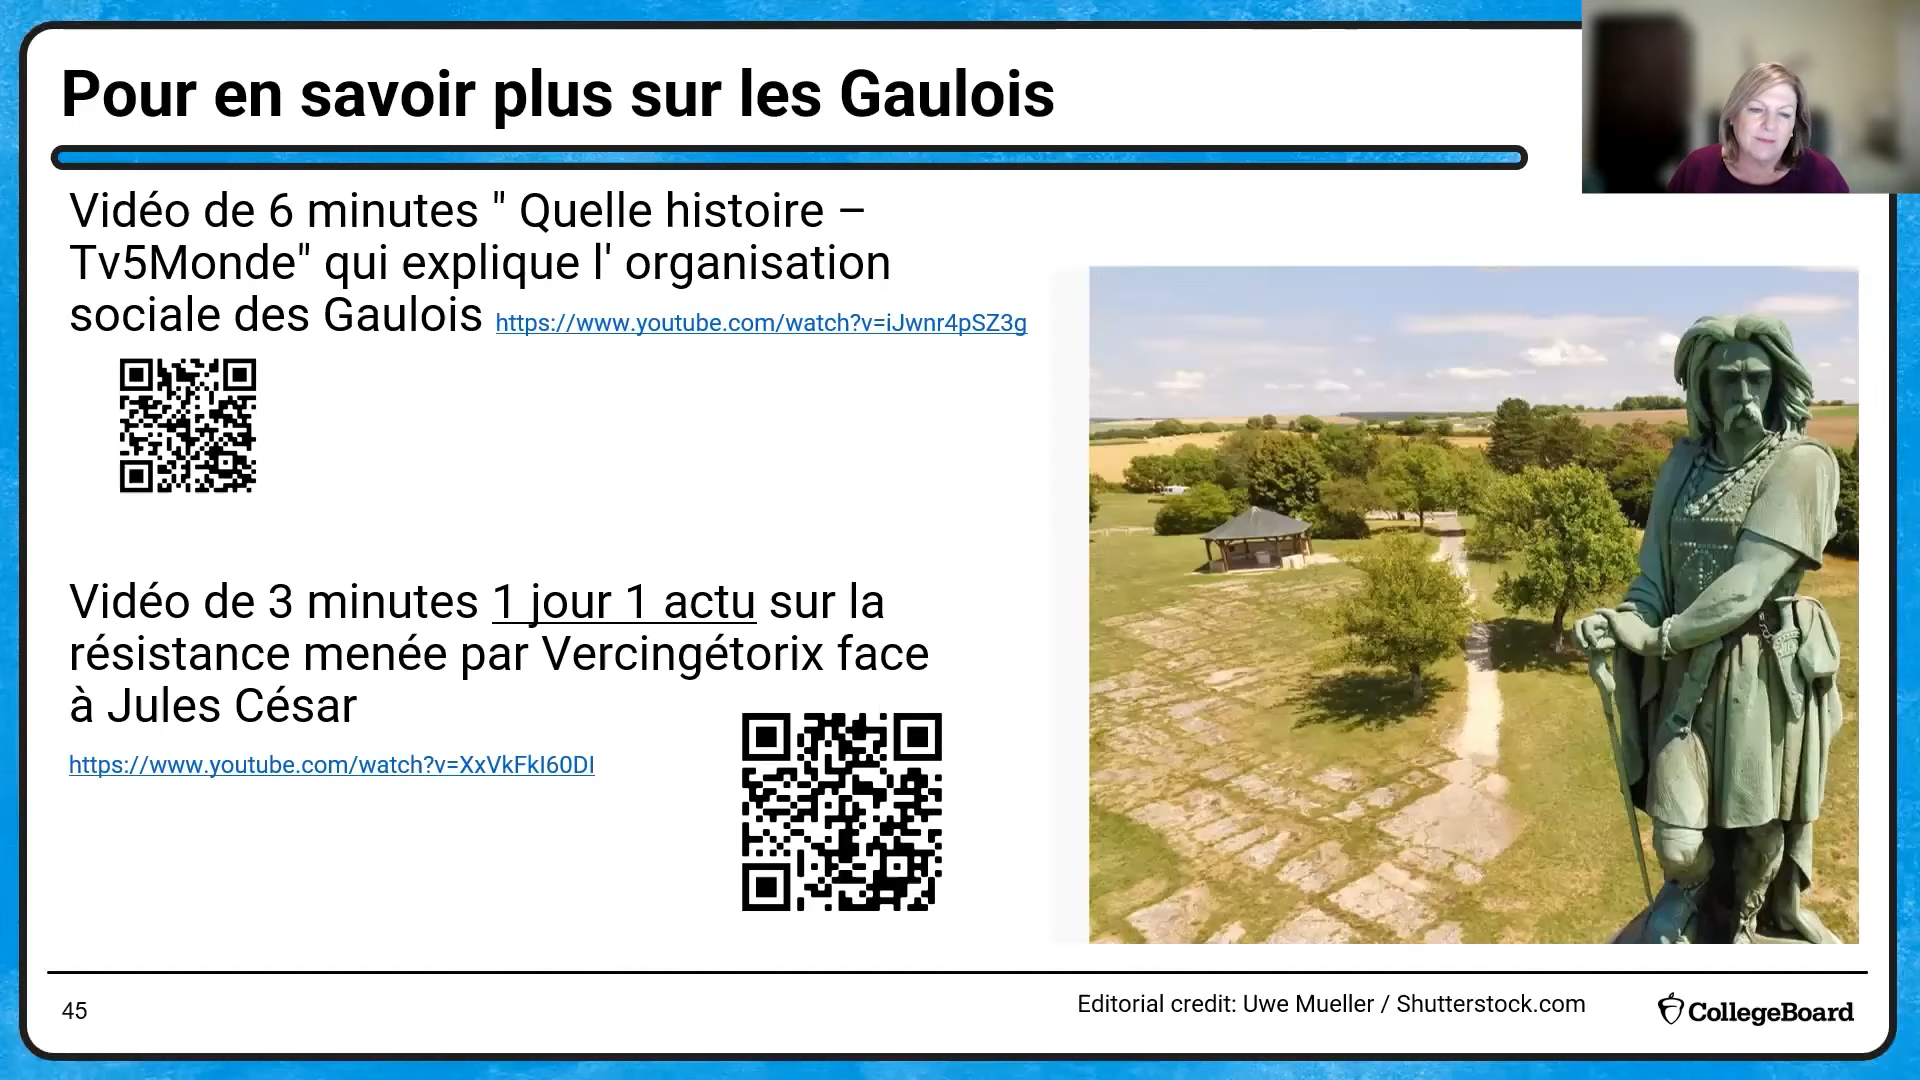 Pour en savoir plus sur les Gaulois
Vidéo de 6 minutes " Quelle histoire –
Tv5Monde" qui explique l' organisation
sociale des Gaulois https://www.youtube.com/watch?v=iJwnr4pSZ3g
Vidéo de 3 minutes 1 jour 1 actu sur la
résistance menée par Vercingétorix face
à Jules César
https://www.youtube.com/watch?v=XxVkFkI60DI
45
Editorial credit: Uwe Mueller / Shutterstock.com
CollegeBoard